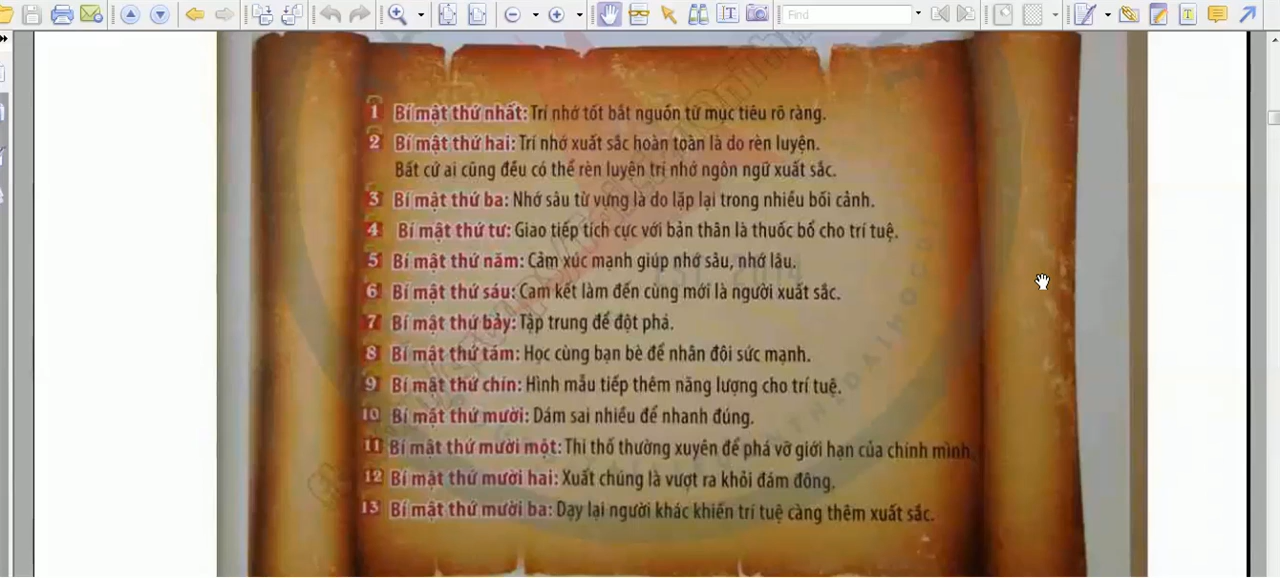 Find
1 Bí mật thứ nhất: Trí nhớ tốt bắt nguồn từ mục tiêu rõ ràng.
2 Bí mật thứ hai: Trí nhớ xuất sắc hoàn toàn là do rèn luyện.
Bất cứ ai cũng đều có thể rèn luyện trí nhớ ngôn ngữ xuất sắc.
3 Bí mật thứ ba: Nhớ sâu từ vựng là do lặp lại trong nhiều bối cảnh.
4 Bí mật thứ tư: Giao tiếp tích cực với bản thân là thuốc bổ cho trí tuệ.
5 Bí mật thứ năm: Cảm xúc mạnh giúp nhớ sâu, nhớ lâu.
6 Bí mật thứ sáu: Cam kết làm đến cùng mới là người xuất sắc.
7 Bí mật thứ bảy: Tập trung để đột phá.
8 Bí mật thứ tám: Học cùng bạn bè để nhân đôi sức mạnh.
9 Bí mật thứ chín: Hình mẫu tiếp thêm năng lượng cho trí tuệ.
10 Bí mật thứ mười: Dám sai nhiều để nhanh đúng.
11 Bí mật thứ mười một: Thi thố thường xuyên để phá vỡ giới hạn của chính mình.
12 Bí mật thứ mười hai: Xuất chúng là vượt ra khỏi đám đông.
13 Bí mật thứ mười ba: Dạy lại người khác khiến trí tuệ càng thêm xuất sắc.